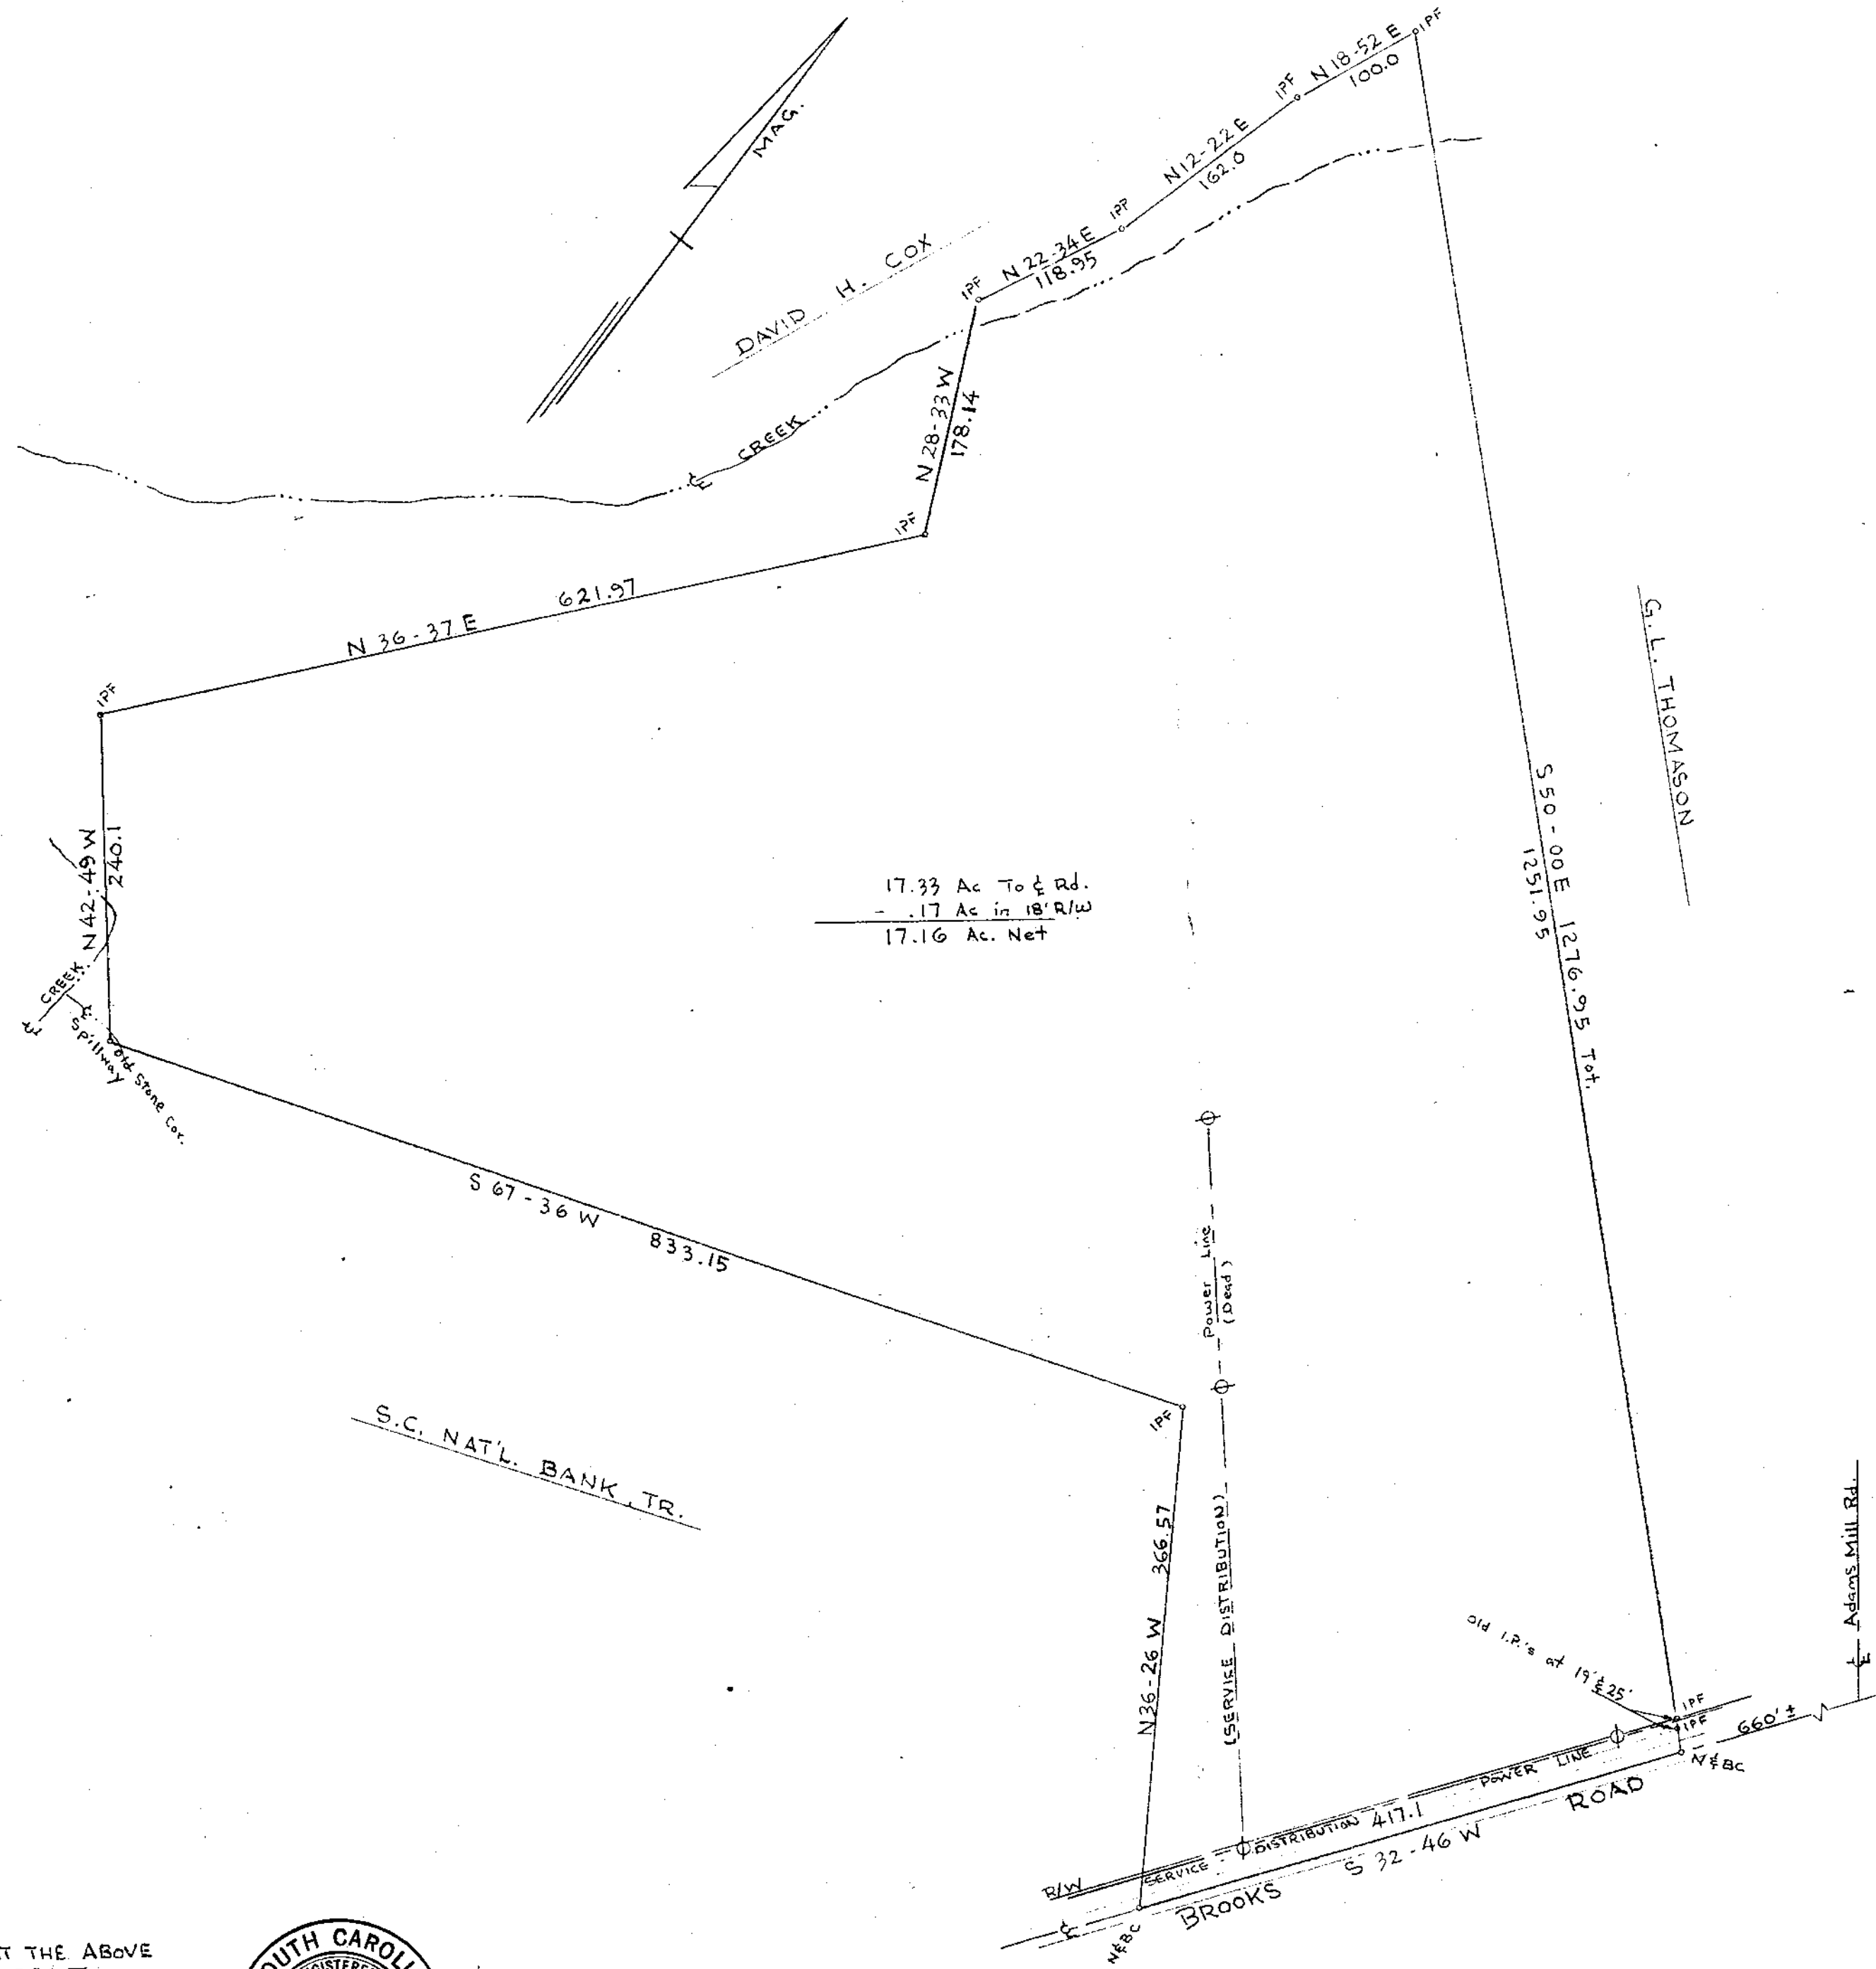 IPF
N 18-52 E
100.0
IPF
N 12-22 E
162.0
IPF
N 22-34 E
118.95
IPF
MAG.
DAVID H. COX
N 28-33 W
178.14
℄ CREEK
IPF
N 36-37 E 621.97
IPF
N 42-49 W
240.1
CREEK
℄
℄
Spillway
Old Stone Cor.
G. L. THOMASON
S 50-00 E 1276.95 Tot.
1251.95
17.33 Ac To ℄ Rd.
- .17 Ac in 18' R/W
17.16 Ac. Net
S 67-36 W 833.15
Power Line
(Dead)
IPF
S.C. NAT'L. BANK, TR.
N 36-26 W 366.57
(SERVICE DISTRIBUTION)
Old I.P.'s at 19' & 25'
IPF
IPF
660' ±
℄ Adams Mill Rd.
N&BC
R/W
SERVICE DISTRIBUTION 417.1 POWER LINE
S 32-46 W
℄ BROOKS ROAD
N&BC
T THE ABOVE
OUTH CAROL
GISTERE